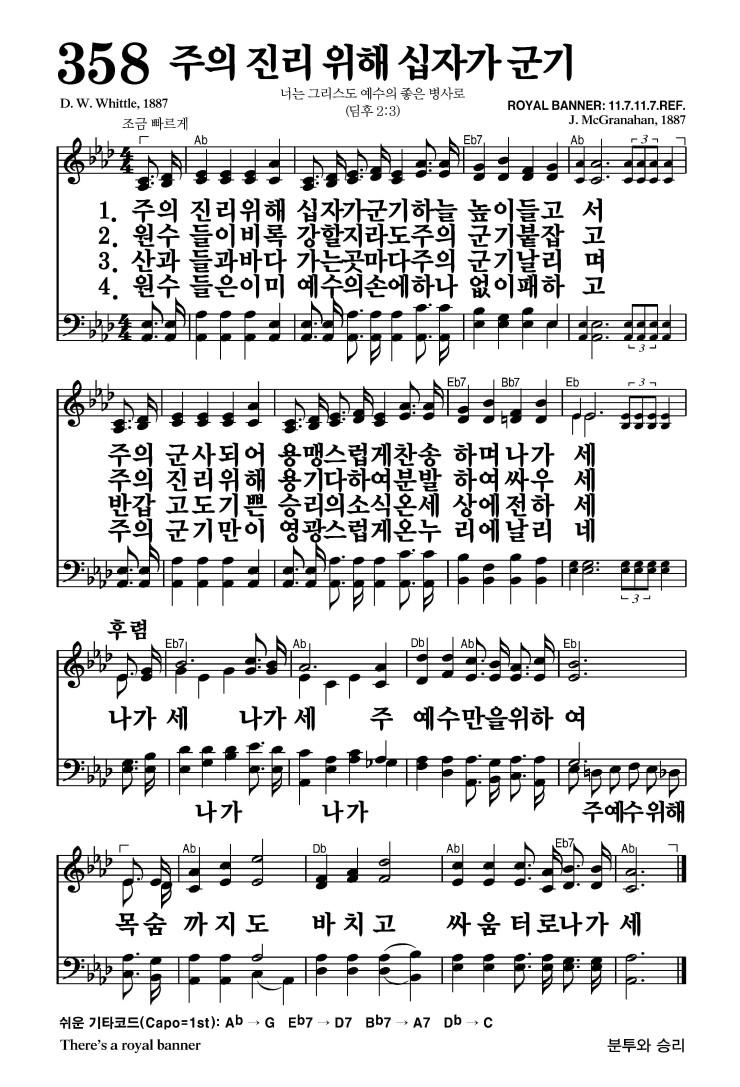 358 주의 진리 위해 십자가 군기
너는 그리스도 예수의 좋은 병사로
D. W. Whittle, 1887
(딤후 2:3)
ROYAL BANNER: 11.7.11.7.REF.
J. McGranahan, 1887
조금 빠르게
Ab Eb7 Ab
4 4
3
1. 주의 진리위해 십자가군기하늘 높이들고 서
2. 원수 들이비록 강할지라도주의 군기붙잡 고
3. 산과 들과바다 가는곳마다주의 군기날리 며
4. 원수 들은이미 예수의손에하나 없이패하 고
4 4
3
Eb7 Bb7 Eb
3
주의 군사되어 용맹스럽게찬송 하며나가 세
주의 진리위해 용기다하여분발 하여싸우 세
반갑 고도기쁜 승리의소식온세 상에전하 세
주의 군기만이 영광스럽게온누 리에날리 네
3
후렴
Eb7 Ab Db Ab Eb
나가 세 나가 세 주 예수만을위하 여
나가 나가 주예수위해
Ab Db Ab Eb7 Ab
목숨 까지도 바치고 싸움터로나가 세
쉬운 기타코드(Capo=1st): Ab → G Eb7 → D7 Bb7 → A7 Db → C
There's a royal banner
분투와 승리